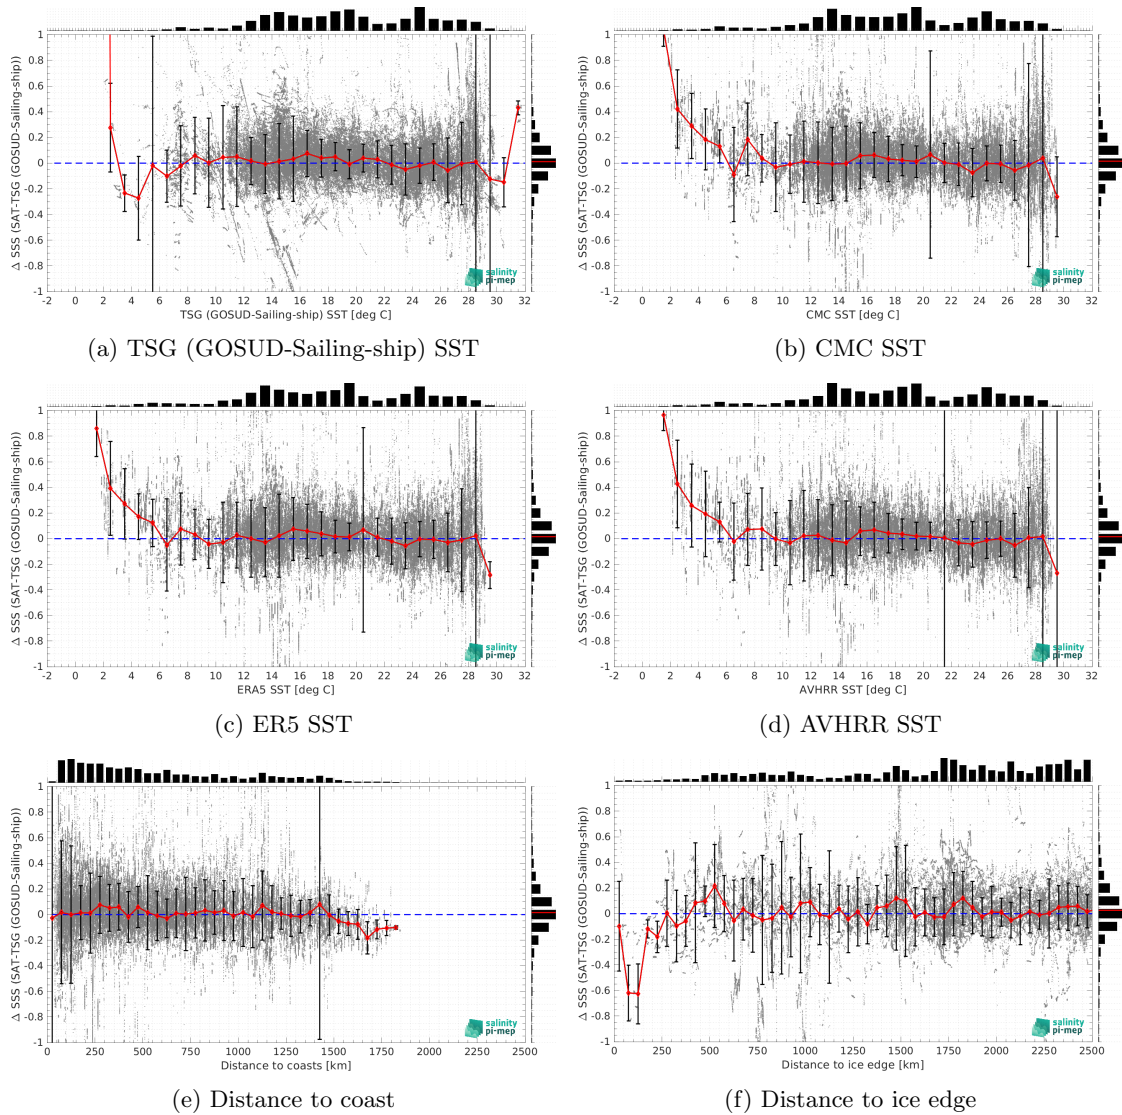 Δ SSS (SAT-TSG (GOSUD-Sailing-ship))
1
0.8
0.6
0.4
0.2
0
-0.2
-0.4
-0.6
-0.8
-1
-2 0 2 4 6 8 10 12 14 16 18 20 22 24 26 28 30 32
TSG (GOSUD-Sailing-ship) SST [deg C]
salinity
pi-mep
(a) TSG (GOSUD-Sailing-ship) SST
Δ SSS (SAT-TSG (GOSUD-Sailing-ship))
1
0.8
0.6
0.4
0.2
0
-0.2
-0.4
-0.6
-0.8
-1
-2 0 2 4 6 8 10 12 14 16 18 20 22 24 26 28 30 32
CMC SST [deg C]
salinity
pi-mep
(b) CMC SST
Δ SSS (SAT-TSG (GOSUD-Sailing-ship))
1
0.8
0.6
0.4
0.2
0
-0.2
-0.4
-0.6
-0.8
-1
-2 0 2 4 6 8 10 12 14 16 18 20 22 24 26 28 30 32
ERA5 SST [deg C]
salinity
pi-mep
(c) ER5 SST
Δ SSS (SAT-TSG (GOSUD-Sailing-ship))
1
0.8
0.6
0.4
0.2
0
-0.2
-0.4
-0.6
-0.8
-1
-2 0 2 4 6 8 10 12 14 16 18 20 22 24 26 28 30 32
AVHRR SST [deg C]
salinity
pi-mep
(d) AVHRR SST
Δ SSS (SAT-TSG (GOSUD-Sailing-ship))
1
0.8
0.6
0.4
0.2
0
-0.2
-0.4
-0.6
-0.8
-1
0 250 500 750 1000 1250 1500 1750 2000 2250 2500
Distance to coasts [km]
salinity
pi-mep
(e) Distance to coast
Δ SSS (SAT-TSG (GOSUD-Sailing-ship))
1
0.8
0.6
0.4
0.2
0
-0.2
-0.4
-0.6
-0.8
-1
0 250 500 750 1000 1250 1500 1750 2000 2250 2500
Distance to ice edge [km]
salinity
pi-mep
(f) Distance to ice edge